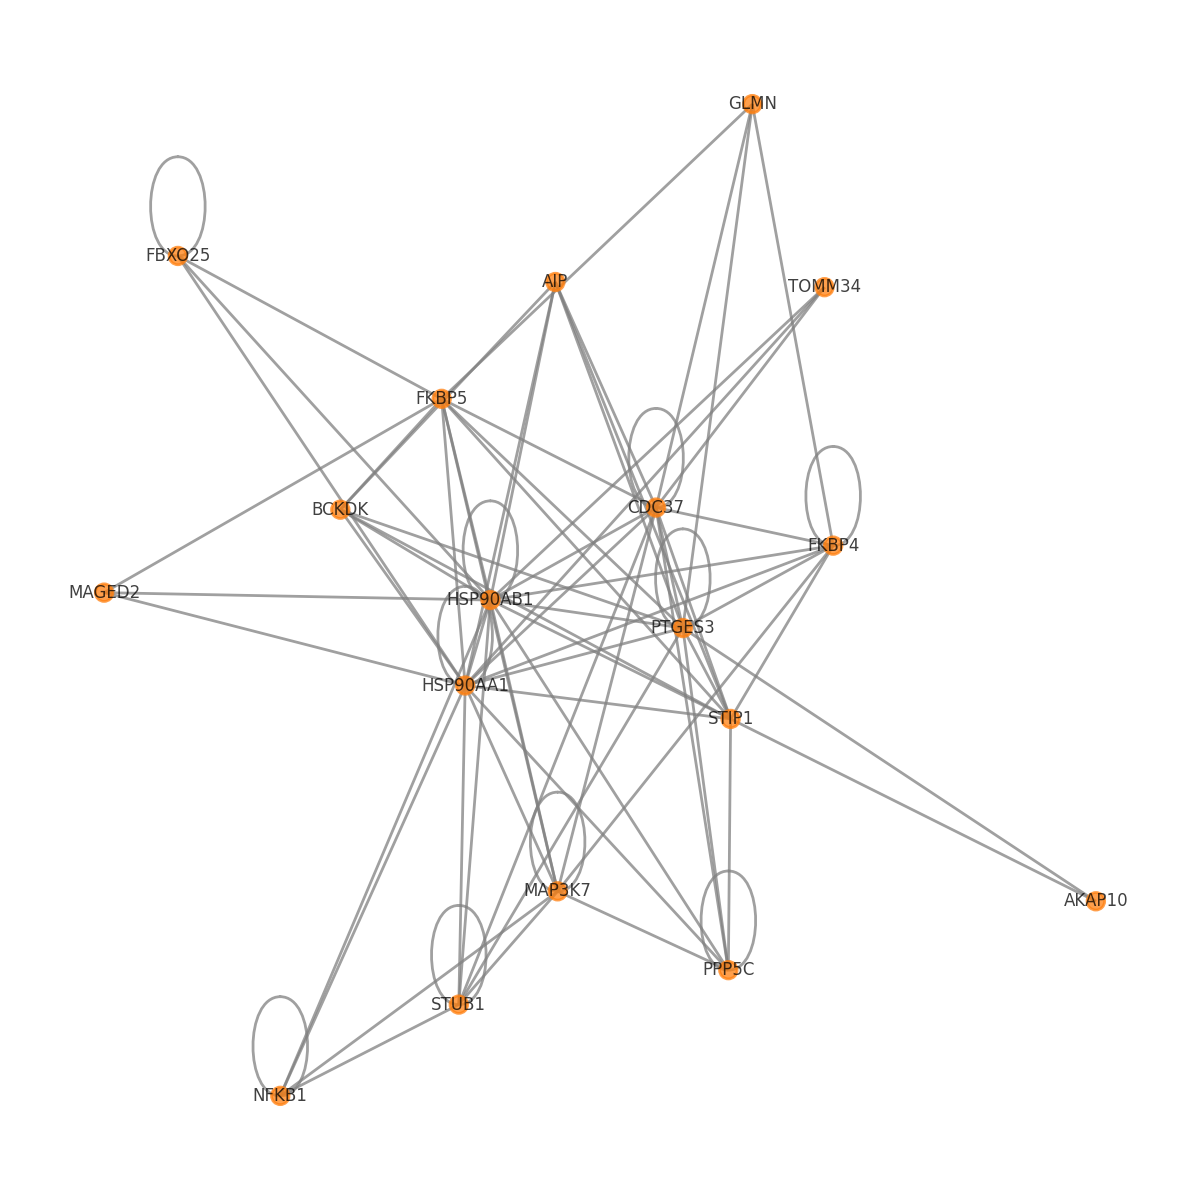 GLMN
FBXO25
AIP
TOMM34
FKBP5
BCKDK
CDC37
FKBP4
MAGED2
HSP90AB1
PTGES3
HSP90AA1
STIP1
MAP3K7
AKAP10
PPP5C
STUB1
NFKB1